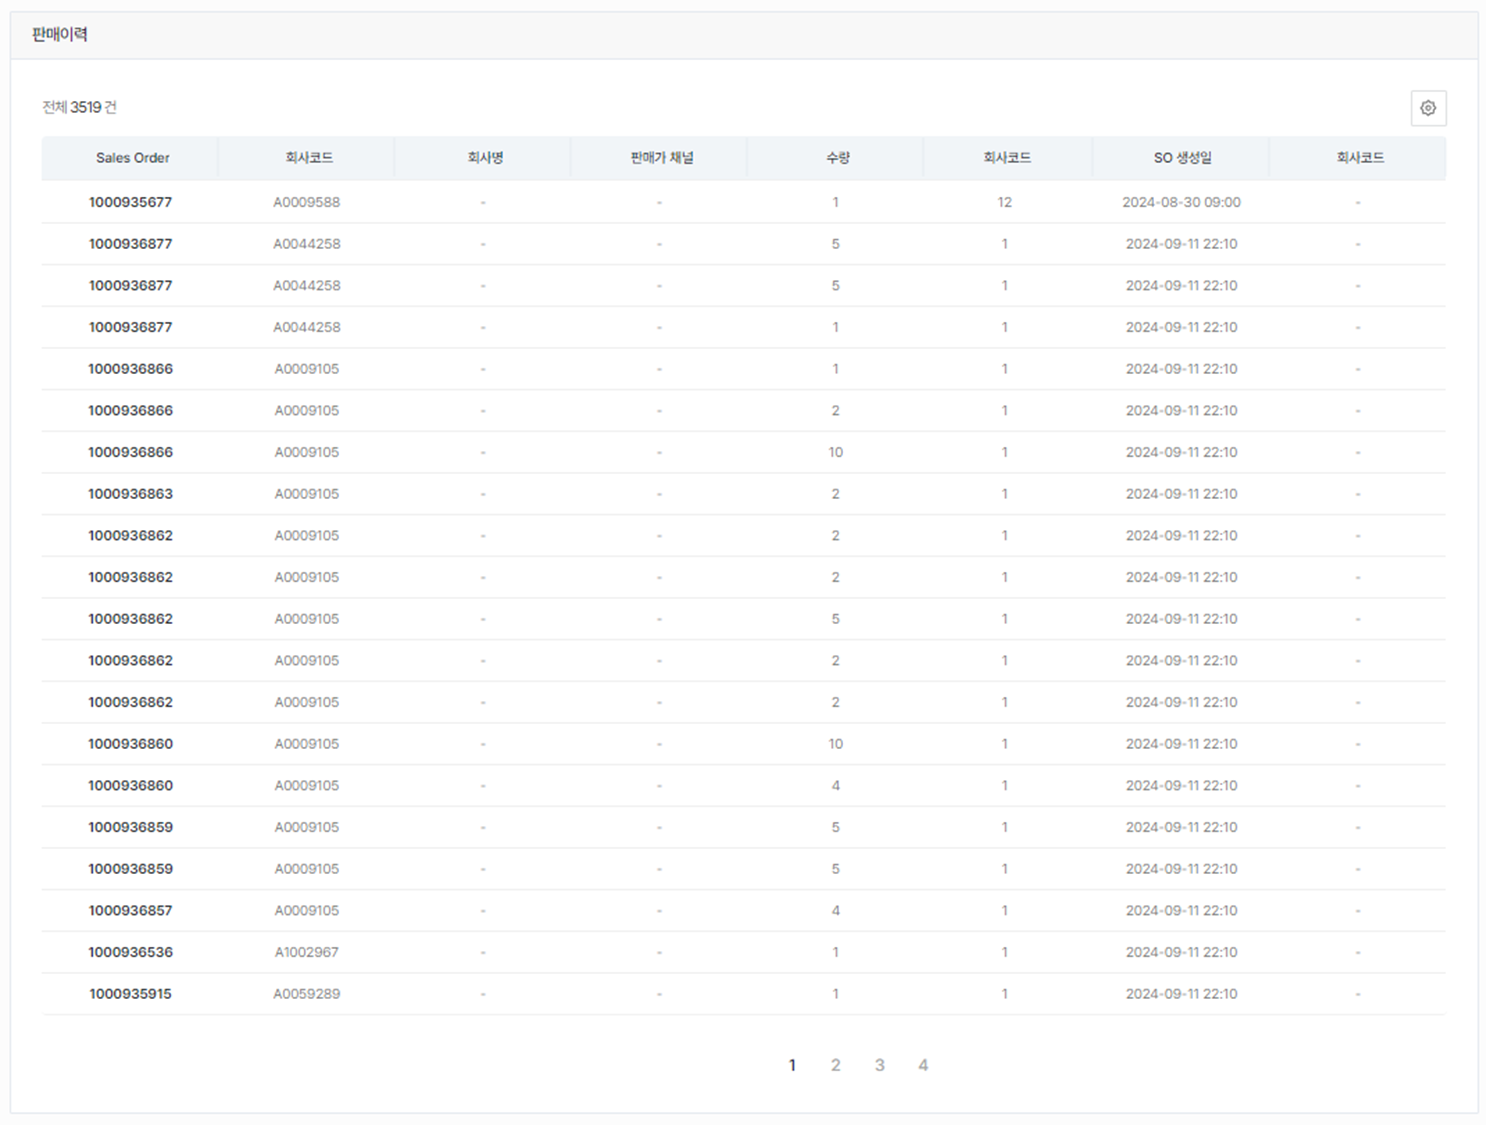 판매이력
전체 3519 건
Sales Order 회사코드 회사명 판매가 채널 수량 회사코드 SO 생성일 회사코드
1000935677 A0009588 - - 1 12 2024-08-30 09:00 -
1000936877 A0044258 - - 5 1 2024-09-11 22:10 -
1000936877 A0044258 - - 5 1 2024-09-11 22:10 -
1000936877 A0044258 - - 1 1 2024-09-11 22:10 -
1000936866 A0009105 - - 1 1 2024-09-11 22:10 -
1000936866 A0009105 - - 2 1 2024-09-11 22:10 -
1000936866 A0009105 - - 10 1 2024-09-11 22:10 -
1000936863 A0009105 - - 2 1 2024-09-11 22:10 -
1000936862 A0009105 - - 2 1 2024-09-11 22:10 -
1000936862 A0009105 - - 2 1 2024-09-11 22:10 -
1000936862 A0009105 - - 5 1 2024-09-11 22:10 -
1000936862 A0009105 - - 2 1 2024-09-11 22:10 -
1000936862 A0009105 - - 2 1 2024-09-11 22:10 -
1000936860 A0009105 - - 10 1 2024-09-11 22:10 -
1000936860 A0009105 - - 4 1 2024-09-11 22:10 -
1000936859 A0009105 - - 5 1 2024-09-11 22:10 -
1000936859 A0009105 - - 5 1 2024-09-11 22:10 -
1000936857 A0009105 - - 4 1 2024-09-11 22:10 -
1000936536 A1002967 - - 1 1 2024-09-11 22:10 -
1000935915 A0059289 - - 1 1 2024-09-11 22:10 -
1 2 3 4